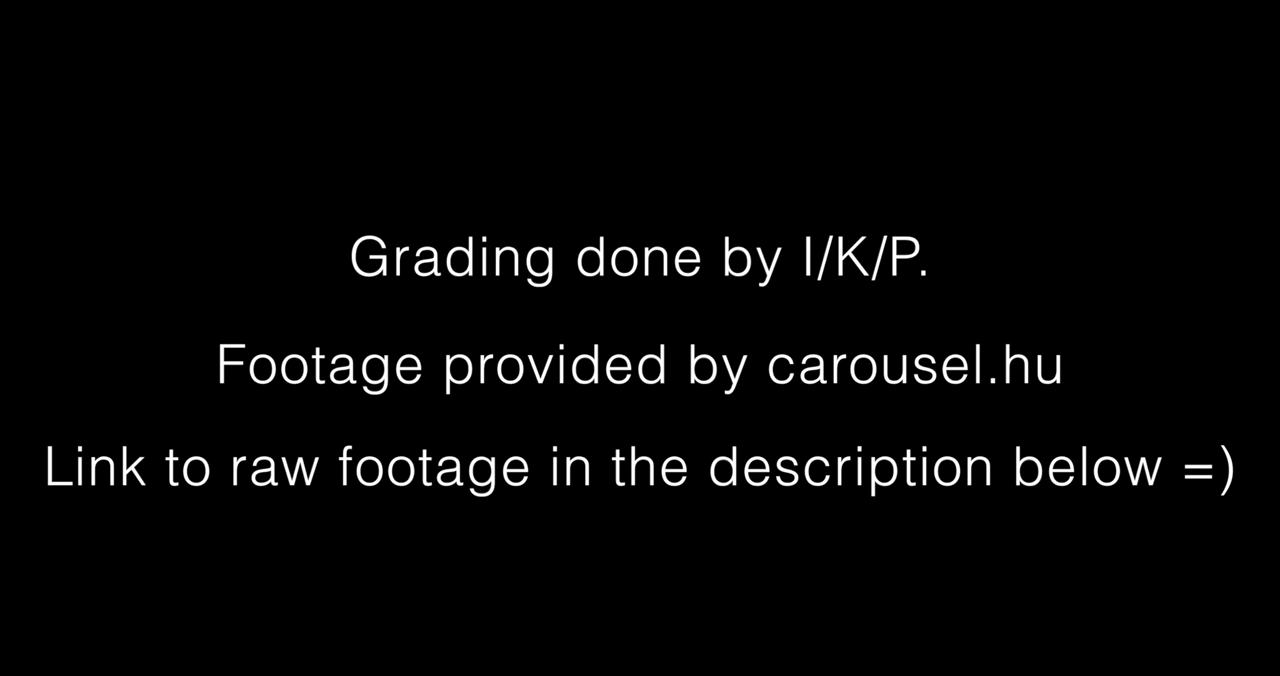 Grading done by I/K/P.
Footage provided by carousel.hu
Link to raw footage in the description below =)